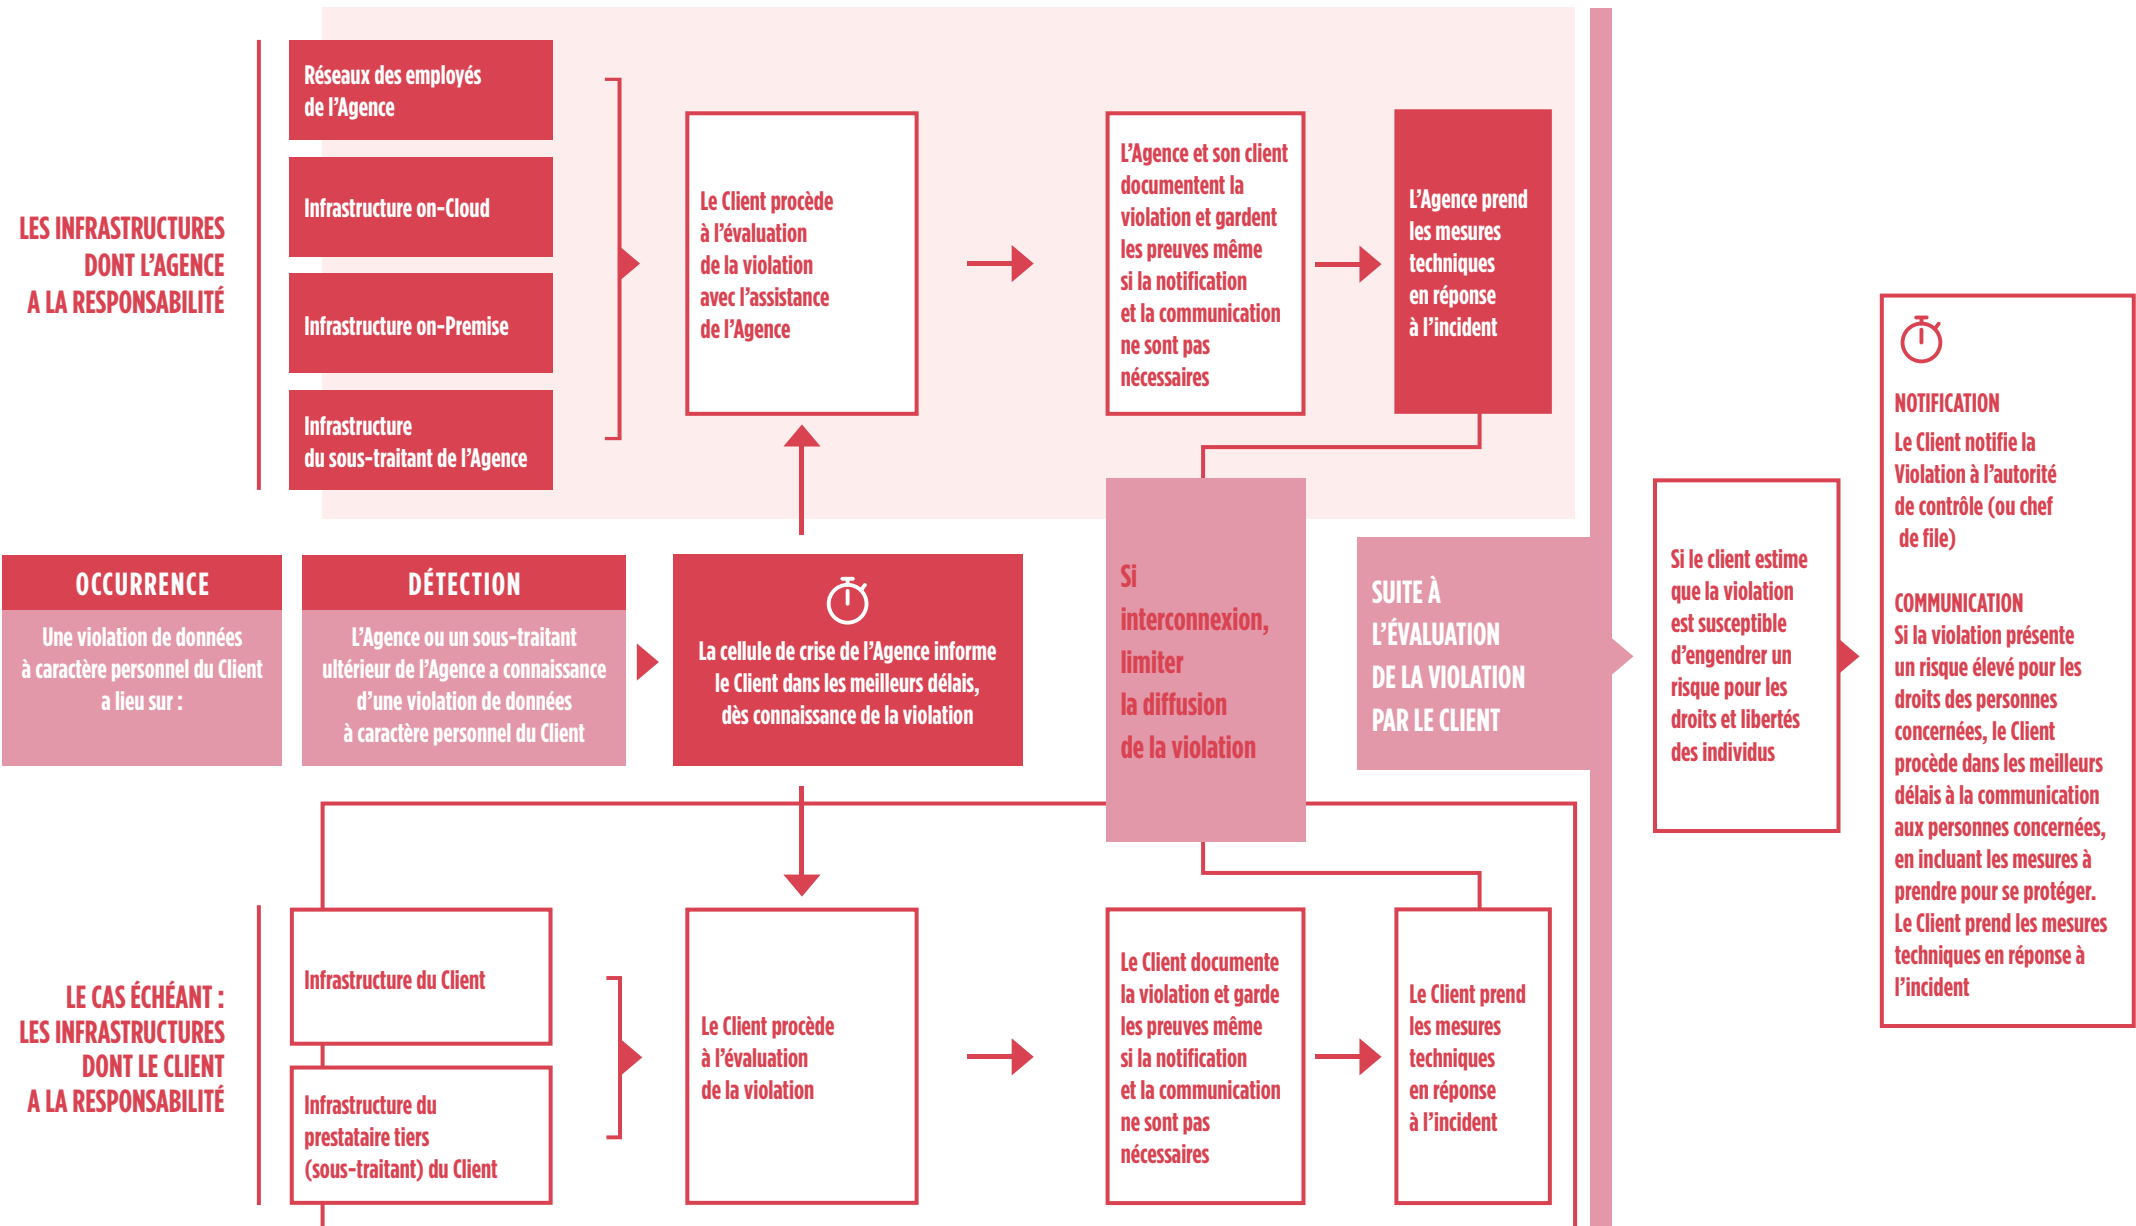 LES INFRASTRUCTURES
DONT L’AGENCE
A LA RESPONSABILITÉ
Réseaux des employés
de l’Agence
Infrastructure on-Cloud
Infrastructure on-Premise
Infrastructure
du sous-traitant de l’Agence
Le Client procède
à l’évaluation
de la violation
avec l’assistance
de l’Agence
L’Agence et son client
documentent la
violation et gardent
les preuves même
si la notification
et la communication
ne sont pas
nécessaires
L’Agence prend
les mesures
techniques
en réponse
à l’incident
OCCURRENCE
Une violation de données
à caractère personnel du Client
a lieu sur :
DÉTECTION
L’Agence ou un sous-traitant
ultérieur de l’Agence a connaissance
d’une violation de données
à caractère personnel du Client
La cellule de crise de l’Agence informe
le Client dans les meilleurs délais,
dès connaissance de la violation
Si
interconnexion,
limiter
la diffusion
de la violation
SUITE À
L’ÉVALUATION
DE LA VIOLATION
PAR LE CLIENT
Si le client estime
que la violation
est susceptible
d’engendrer un
risque pour les
droits et libertés
des individus
NOTIFICATION
Le Client notifie la
Violation à l’autorité
de contrôle (ou chef
de file)
COMMUNICATION
Si la violation présente
un risque élevé pour les
droits des personnes
concernées, le Client
procède dans les meilleurs
délais à la communication
aux personnes concernées,
en incluant les mesures à
prendre pour se protéger.
Le Client prend les mesures
techniques en réponse à
l’incident
LE CAS ÉCHÉANT :
LES INFRASTRUCTURES
DONT LE CLIENT
A LA RESPONSABILITÉ
Infrastructure du Client
Infrastructure du
prestataire tiers
(sous-traitant) du Client
Le Client procède
à l’évaluation
de la violation
Le Client documente
la violation et garde
les preuves même
si la notification
et la communication
ne sont pas
nécessaires
Le Client prend
les mesures
techniques
en réponse
à l’incident